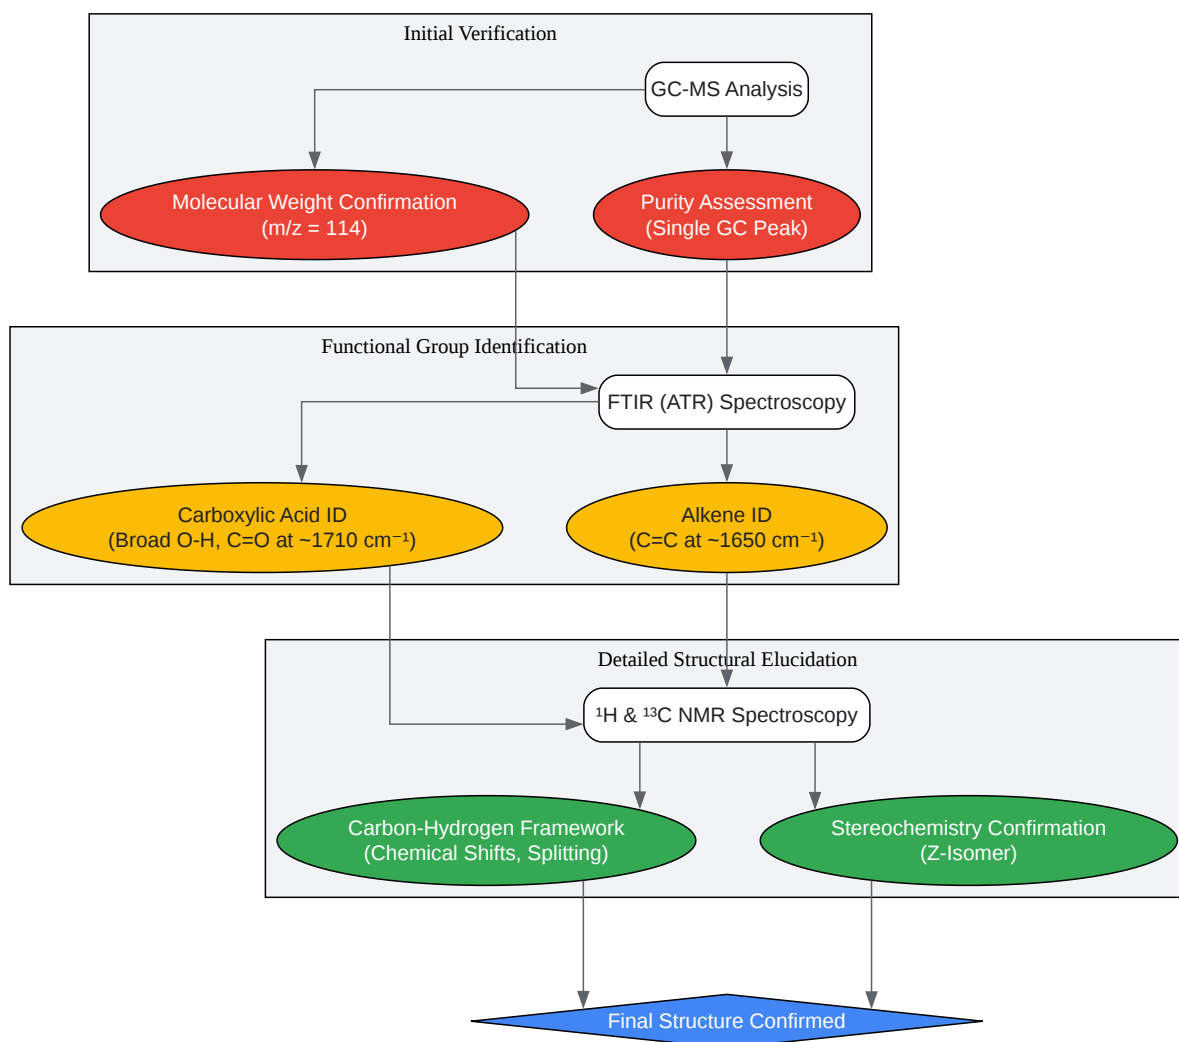 Initial Verification
GC-MS Analysis
Molecular Weight Confirmation
(m/z = 114)
Purity Assessment
(Single GC Peak)
Functional Group Identification
FTIR (ATR) Spectroscopy
Carboxylic Acid ID
(Broad O-H, C=O at ~1710 cm⁻¹)
Alkene ID
(C=C at ~1650 cm⁻¹)
Detailed Structural Elucidation
¹H & ¹³C NMR Spectroscopy
Carbon-Hydrogen Framework
(Chemical Shifts, Splitting)
Stereochemistry Confirmation
(Z-Isomer)
Final Structure Confirmed